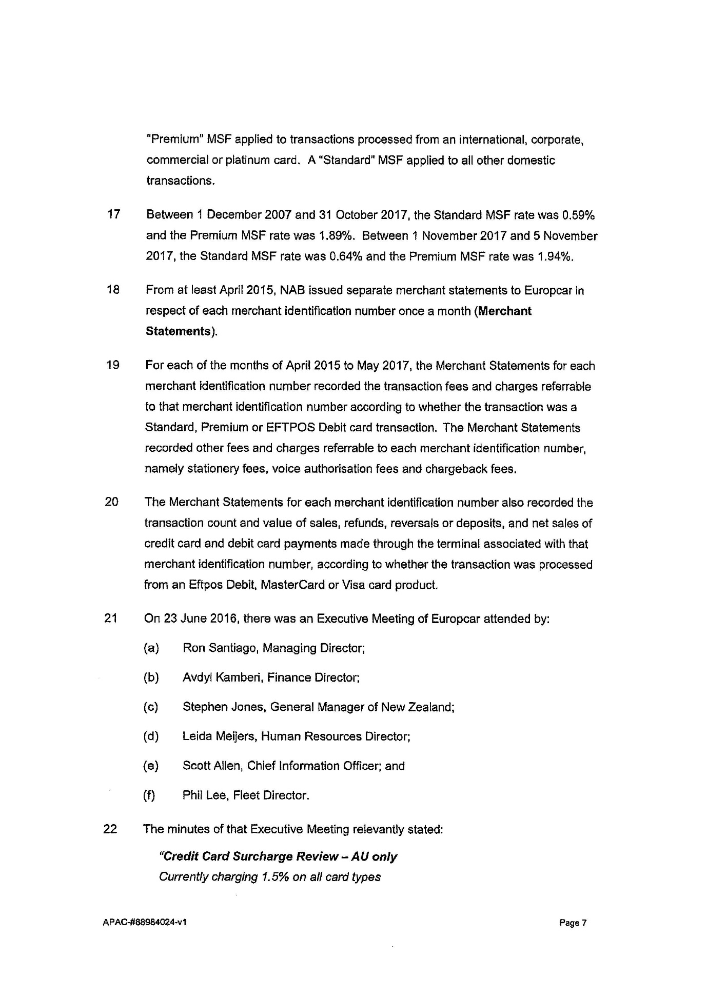 "Premium" MSF applied to transactions processed from an international, corporate,
commercial or platinum card. A "Standard" MSF applied to all other domestic
transactions.
17 Between 1 December 2007 and 31 October 2017, the Standard MSF rate was 0.59%
and the Premium MSF rate was 1.89%. Between 1 November 2017 and 5 November
2017, the Standard MSF rate was 0.64% and the Premium MSF rate was 1.94%.
18 From at least April 2015, NAB issued separate merchant statements to Europcar in
respect of each merchant identification number once a month (Merchant
Statements).
19 For each of the months of April 2015 to May 2017, the Merchant Statements for each
merchant identification number recorded the transaction fees and charges referrable
to that merchant identification number according to whether the transaction was a
Standard, Premium or EFTPOS Debit card transaction. The Merchant Statements
recorded other fees and charges referrable to each merchant identification number,
namely stationery fees, voice authorisation fees and chargeback fees.
20 The Merchant Statements for each merchant identification number also recorded the
transaction count and value of sales, refunds, reversals or deposits, and net sales of
credit card and debit card payments made through the terminal associated with that
merchant identification number, according to whether the transaction was processed
from an Eftpos Debit, MasterCard or Visa card product.
21 On 23 June 2016, there was an Executive Meeting of Europcar attended by:
(a) Ron Santiago, Managing Director;
(b) Avdyl Kamberi, Finance Director;
(c) Stephen Jones, General Manager of New Zealand;
(d) Leida Meijers, Human Resources Director;
(e) Scott Allen, Chief Information Officer; and
(f) Phil Lee, Fleet Director.
22 The minutes of that Executive Meeting relevantly stated:
"Credit Card Surcharge Review – AU only
Currently charging 1.5% on all card types
APAC-#88984024-v1 Page 7